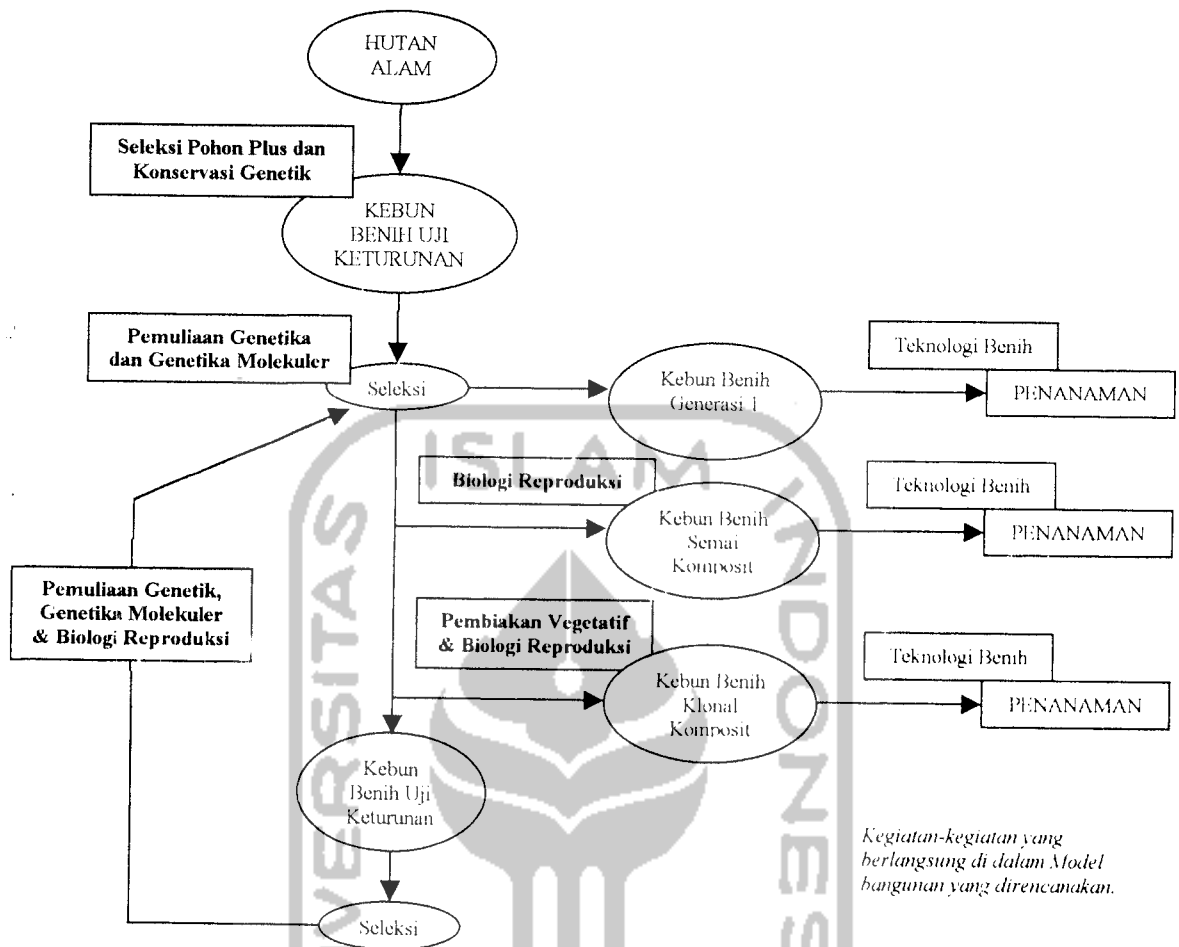 HUTAN
ALAM
Seleksi Pohon Plus dan
Konservasi Genetik
KEBUN
BENIH UJI
KETURUNAN
Pemuliaan Genetika
dan Genetika Molekuler
Seleksi
Kebun Benih
Generasi 1
Teknologi Benih
PENANAMAN
Biologi Reproduksi
Kebun Benih
Semai
Komposit
Teknologi Benih
PENANAMAN
Pemuliaan Genetik,
Genetika Molekuler
& Biologi Reproduksi
Pembiakan Vegetatif
& Biologi Reproduksi
Kebun Benih
Klonal
Komposit
Teknologi Benih
PENANAMAN
Kebun
Benih Uji
Keturunan
Seleksi
Kegiatan-kegiatan yang
berlangsung di dalam Model
bangunan yang direncanakan.
ISLAM